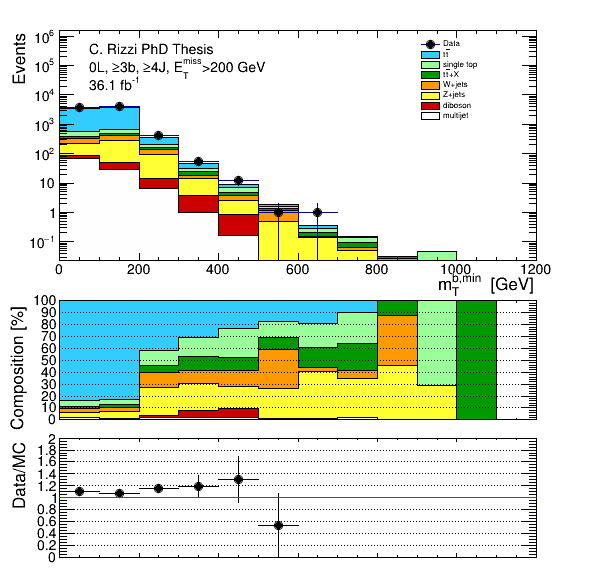 Events
10⁶
10⁵
10⁴
10³
10²
10
1
10⁻¹
C. Rizzi PhD Thesis
0L, ≥3b, ≥4J, E_T^miss>200 GeV
36.1 fb⁻¹
Data
tt̄
single top
tt̄+X
W+jets
Z+jets
diboson
multijet
0 200 400 600 800 1000 1200
m_T^b,min [GeV]
Composition [%]
100
90
80
70
60
50
40
30
20
10
0
Data/MC
2
1.8
1.6
1.4
1.2
1
0.8
0.6
0.4
0.2
0